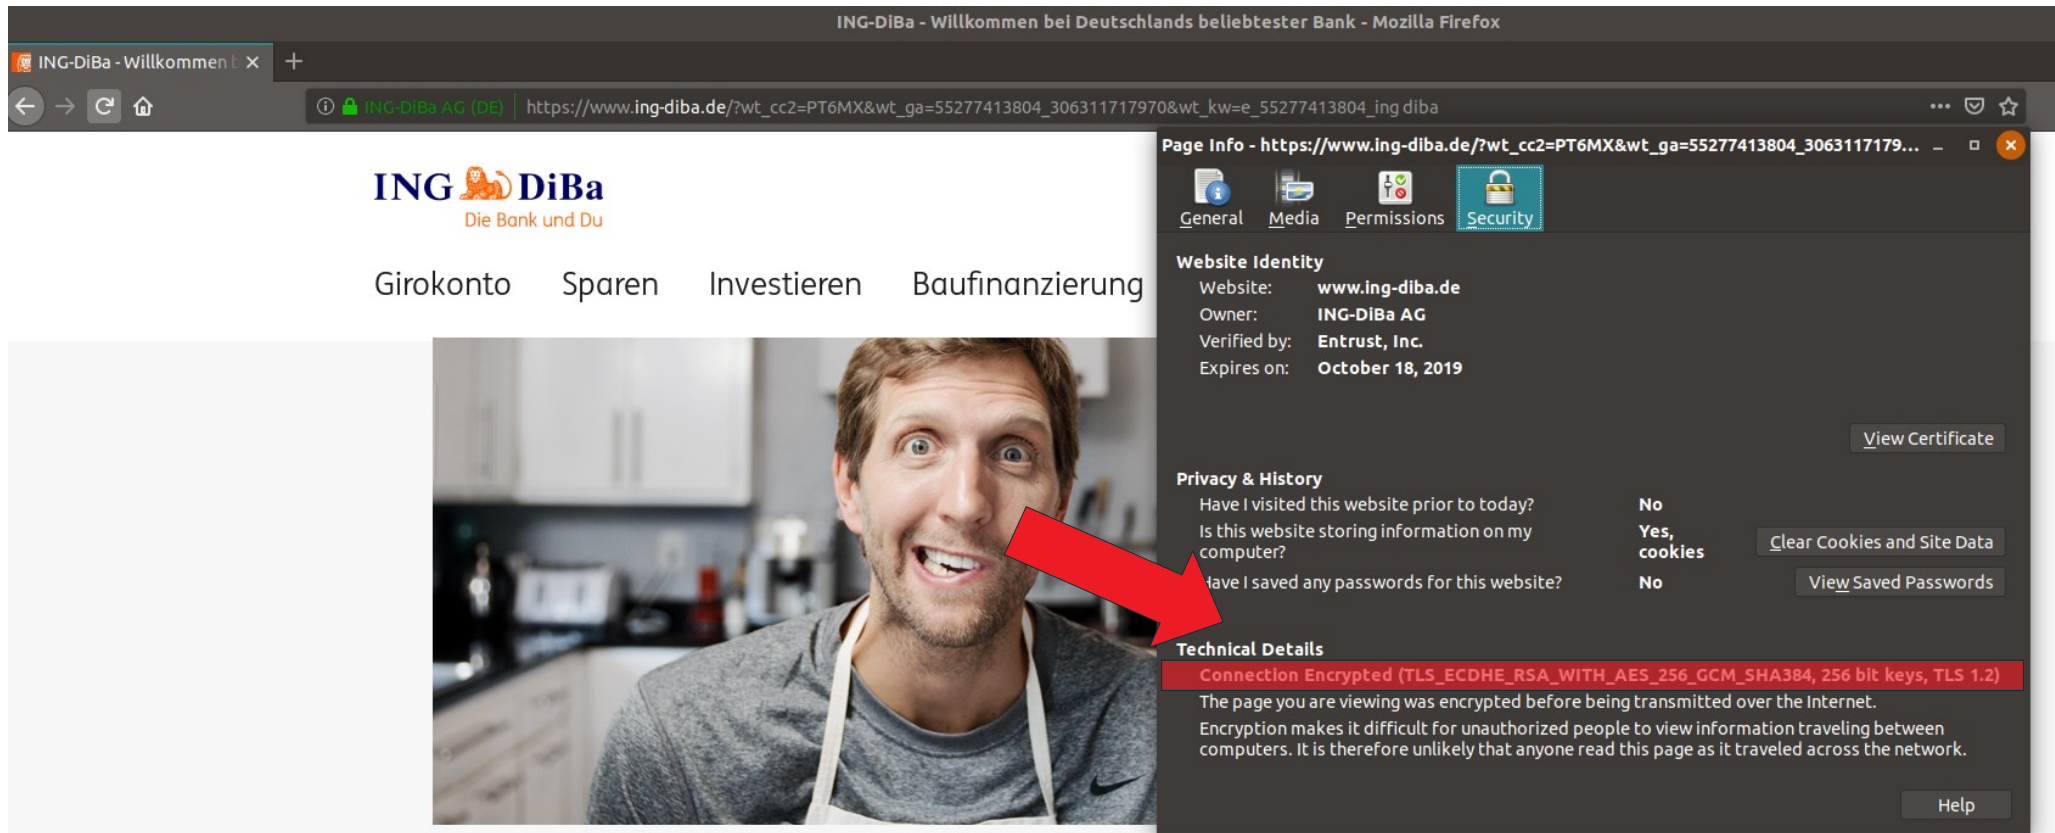 ING-DiBa - Willkommen bei Deutschlands beliebtester Bank - Mozilla Firefox
ING-DiBa - Willkommen
ING-DiBa AG (DE) https://www.ing-diba.de/?wt_cc2=PT6MX&wt_ga=55277413804_306311717970&wt_kw=e_55277413804_ing diba
ING DiBa
Die Bank und Du
Girokonto Sparen Investieren Baufinanzierung
Page Info - https://www.ing-diba.de/?wt_cc2=PT6MX&wt_ga=55277413804_3063117179...
General Media Permissions Security
Website Identity
Website: www.ing-diba.de
Owner: ING-DiBa AG
Verified by: Entrust, Inc.
Expires on: October 18, 2019
View Certificate
Privacy & History
Have I visited this website prior to today? No
Is this website storing information on my computer? Yes, cookies Clear Cookies and Site Data
Have I saved any passwords for this website? No View Saved Passwords
Technical Details
Connection Encrypted (TLS_ECDHE_RSA_WITH_AES_256_GCM_SHA384, 256 bit keys, TLS 1.2)
The page you are viewing was encrypted before being transmitted over the Internet.
Encryption makes it difficult for unauthorized people to view information traveling between
computers. It is therefore unlikely that anyone read this page as it traveled across the network.
Help